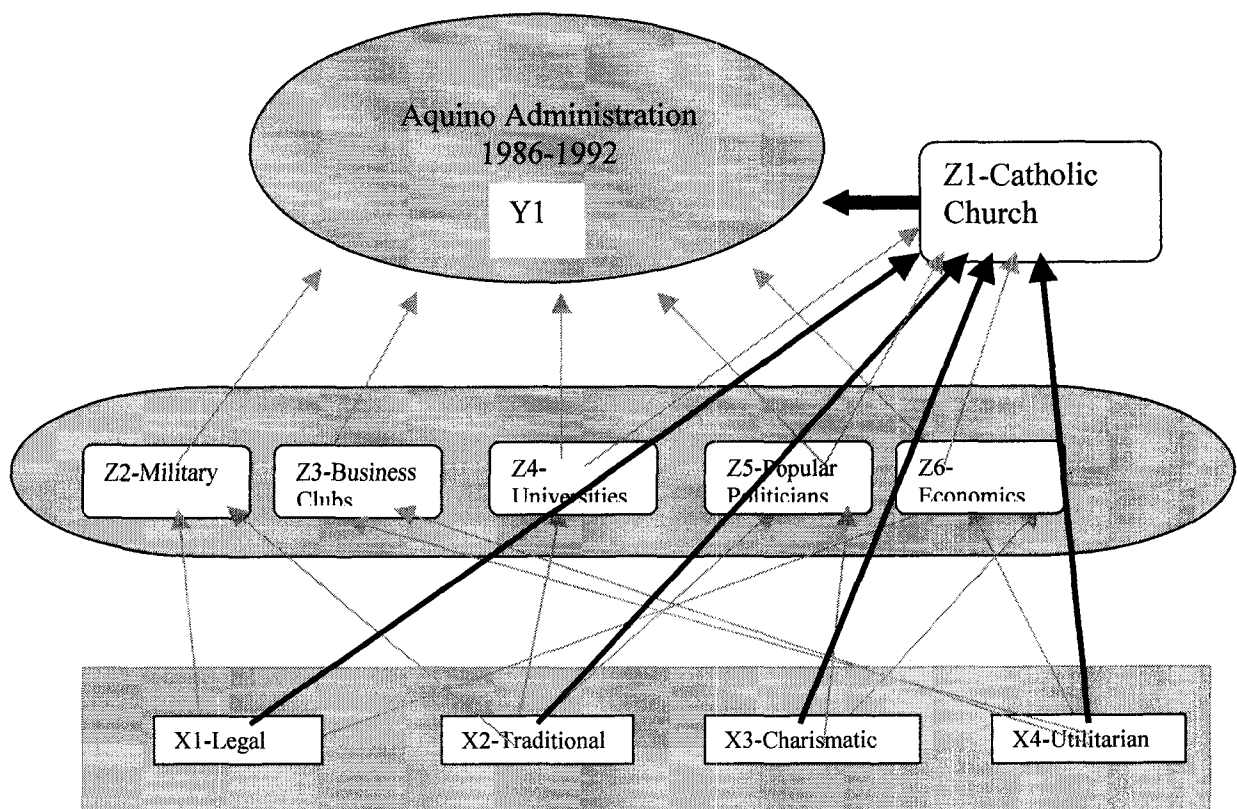 Aquino Administration
1986-1992
Y1
Z1-Catholic
Church
Z2-Military
Z3-Business
Clubs
Z4-
Universities
Z5-Popular
Politicians
Z6-
Economics
X1-Legal
X2-Traditional
X3-Charismatic
X4-Utilitarian